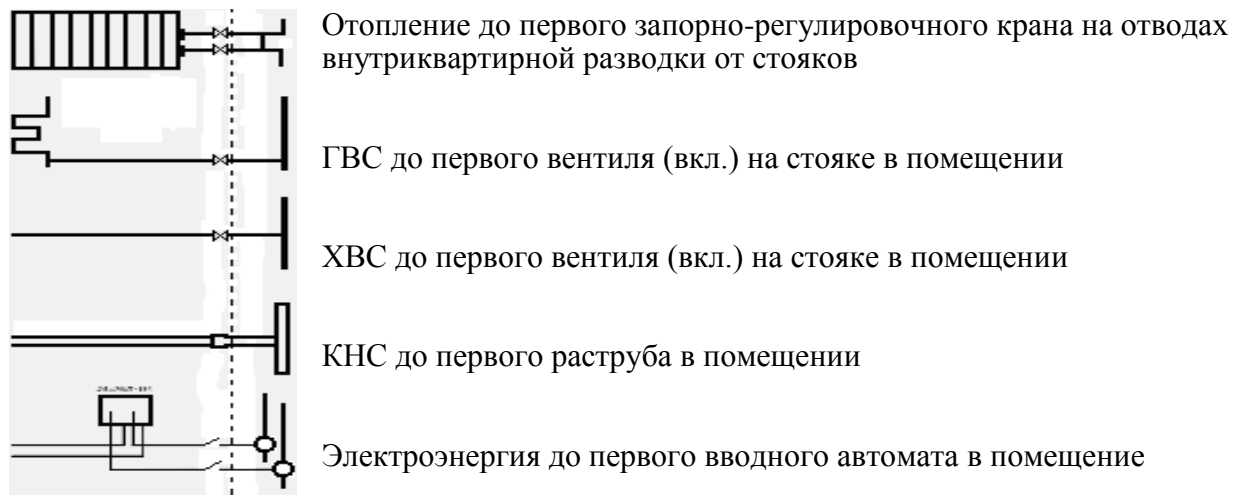 Отопление до первого запорно-регулировочного крана на отводах
внутриквартирной разводки от стояков
ГВС до первого вентиля (вкл.) на стояке в помещении
ХВС до первого вентиля (вкл.) на стояке в помещении
КНС до первого раструба в помещении
Электроэнергия до первого вводного автомата в помещение